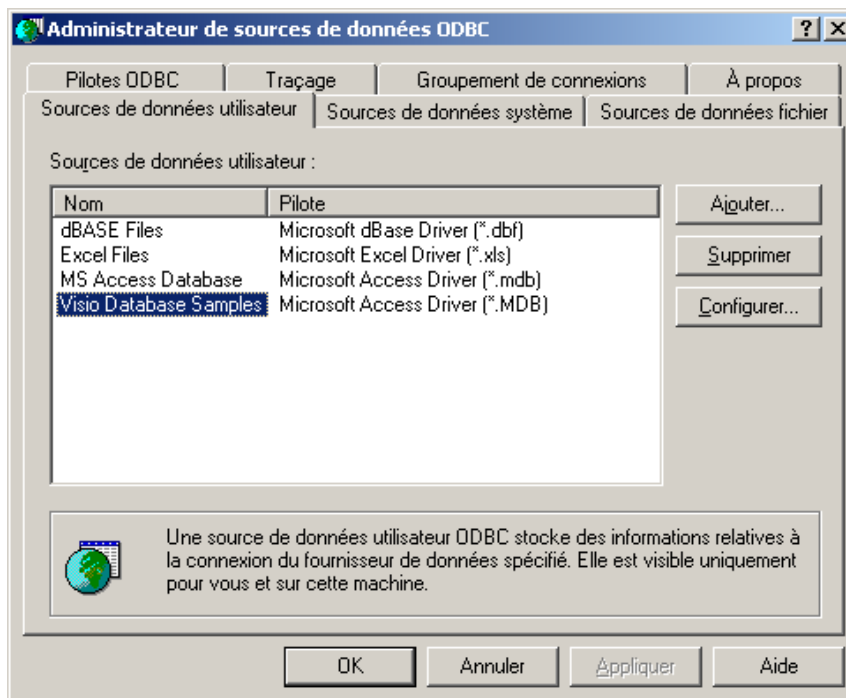 Administrateur de sources de données ODBC
Pilotes ODBC Traçage Groupement de connexions À propos
Sources de données utilisateur Sources de données système Sources de données fichier
Sources de données utilisateur :
Nom Pilote
dBASE Files Microsoft dBase Driver (*.dbf)
Excel Files Microsoft Excel Driver (*.xls)
MS Access Database Microsoft Access Driver (*.mdb)
Visio Database Samples Microsoft Access Driver (*.MDB)
Ajouter...
Supprimer
Configurer...
Une source de données utilisateur ODBC stocke des informations relatives à
la connexion du fournisseur de données spécifié. Elle est visible uniquement
pour vous et sur cette machine.
OK Annuler Appliquer Aide